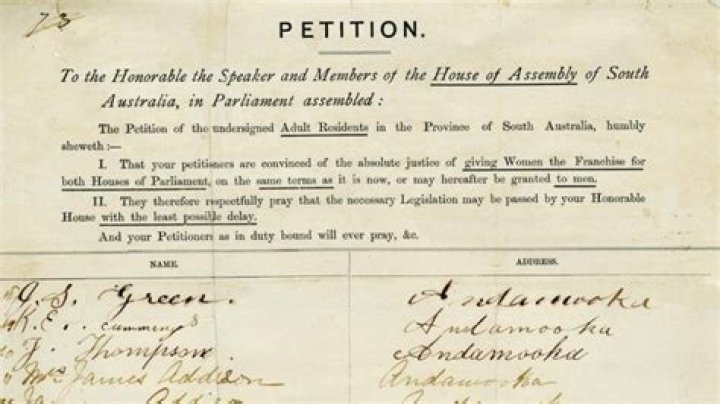 73
PETITION.
To the Honorable the Speaker and Members of the House of Assembly of South
Australia, in Parliament assembled:
The Petition of the undersigned Adult Residents in the Province of South Australia, humbly
sheweth:—
I. That your petitioners are convinced of the absolute justice of giving Women the Franchise for
both Houses of Parliament, on the same terms as it is now, or may hereafter be granted to men.
II. They therefore respectfully pray that the necessary Legislation may be passed by your Honorable
House with the least possible delay.
And your Petitioners as in duty bound will ever pray, &c.
NAME. ADDRESS.
G. S. Green. Andamooka
K. E. Cummings Andamooka
J. Thompson Andamooka
Mrs James Addison Andamooka
James Addison